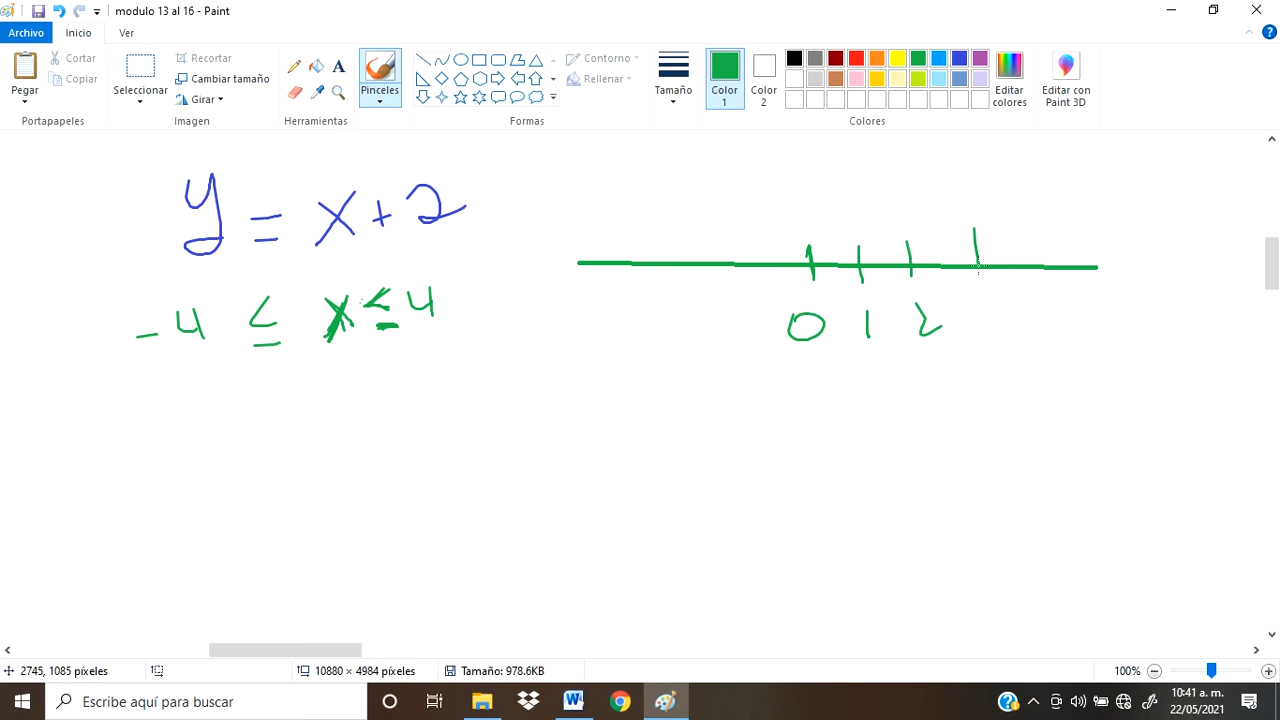 modulo 13 al 16 - Paint
Archivo Inicio Ver
Pegar
Cortar
Copiar
Portapapeles
Seleccionar
Recortar
Cambiar tamaño
Girar
Imagen
A
Herramientas
Pinceles
Contorno
Rellenar
Formas
Tamaño
Color 1
Color 2
Editar colores
Editar con Paint 3D
Colores
y = x + 2
- 4 ≤ x ≤ 4
0 1 2
2745, 1085 píxeles
10880 × 4984 píxeles
Tamaño: 978.6KB
100%
Escribe aquí para buscar
10:41 a. m.
22/05/2021